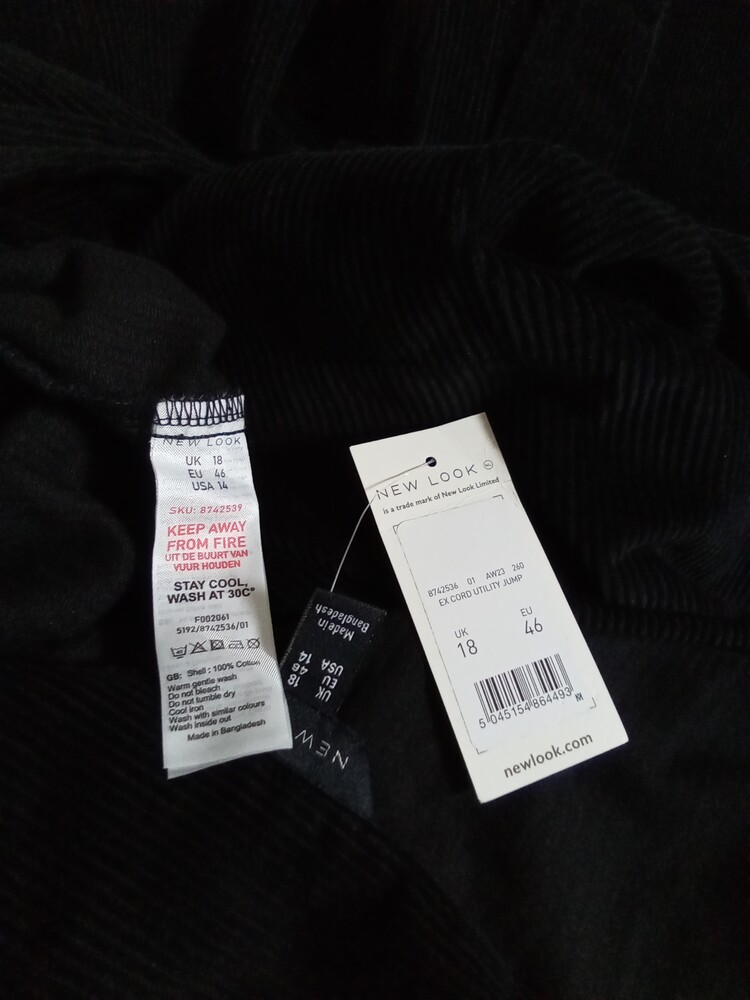 NEW LOOK
UK 18
EU 46
USA 14
SKU: 8742539
KEEP AWAY
FROM FIRE
UIT DE BUURT VAN
VUUR HOUDEN
STAY COOL,
WASH AT 30C°
F002061
5192/8742536/01
GB: Shell : 100% Cotton
Warm gentle wash
Do not bleach
Do not tumble dry
Cool iron
Wash with similar colours
Wash inside out
Made in Bangladesh
NEW
UK 18
EU 46
USA 14
Made in
Bangladesh
NEW LOOK
is a trade mark of New Look Limited
8742536 01 AW23 260
EX CORD UTILITY JUMP
UK EU
18 46
5 045154 864493
newlook.com